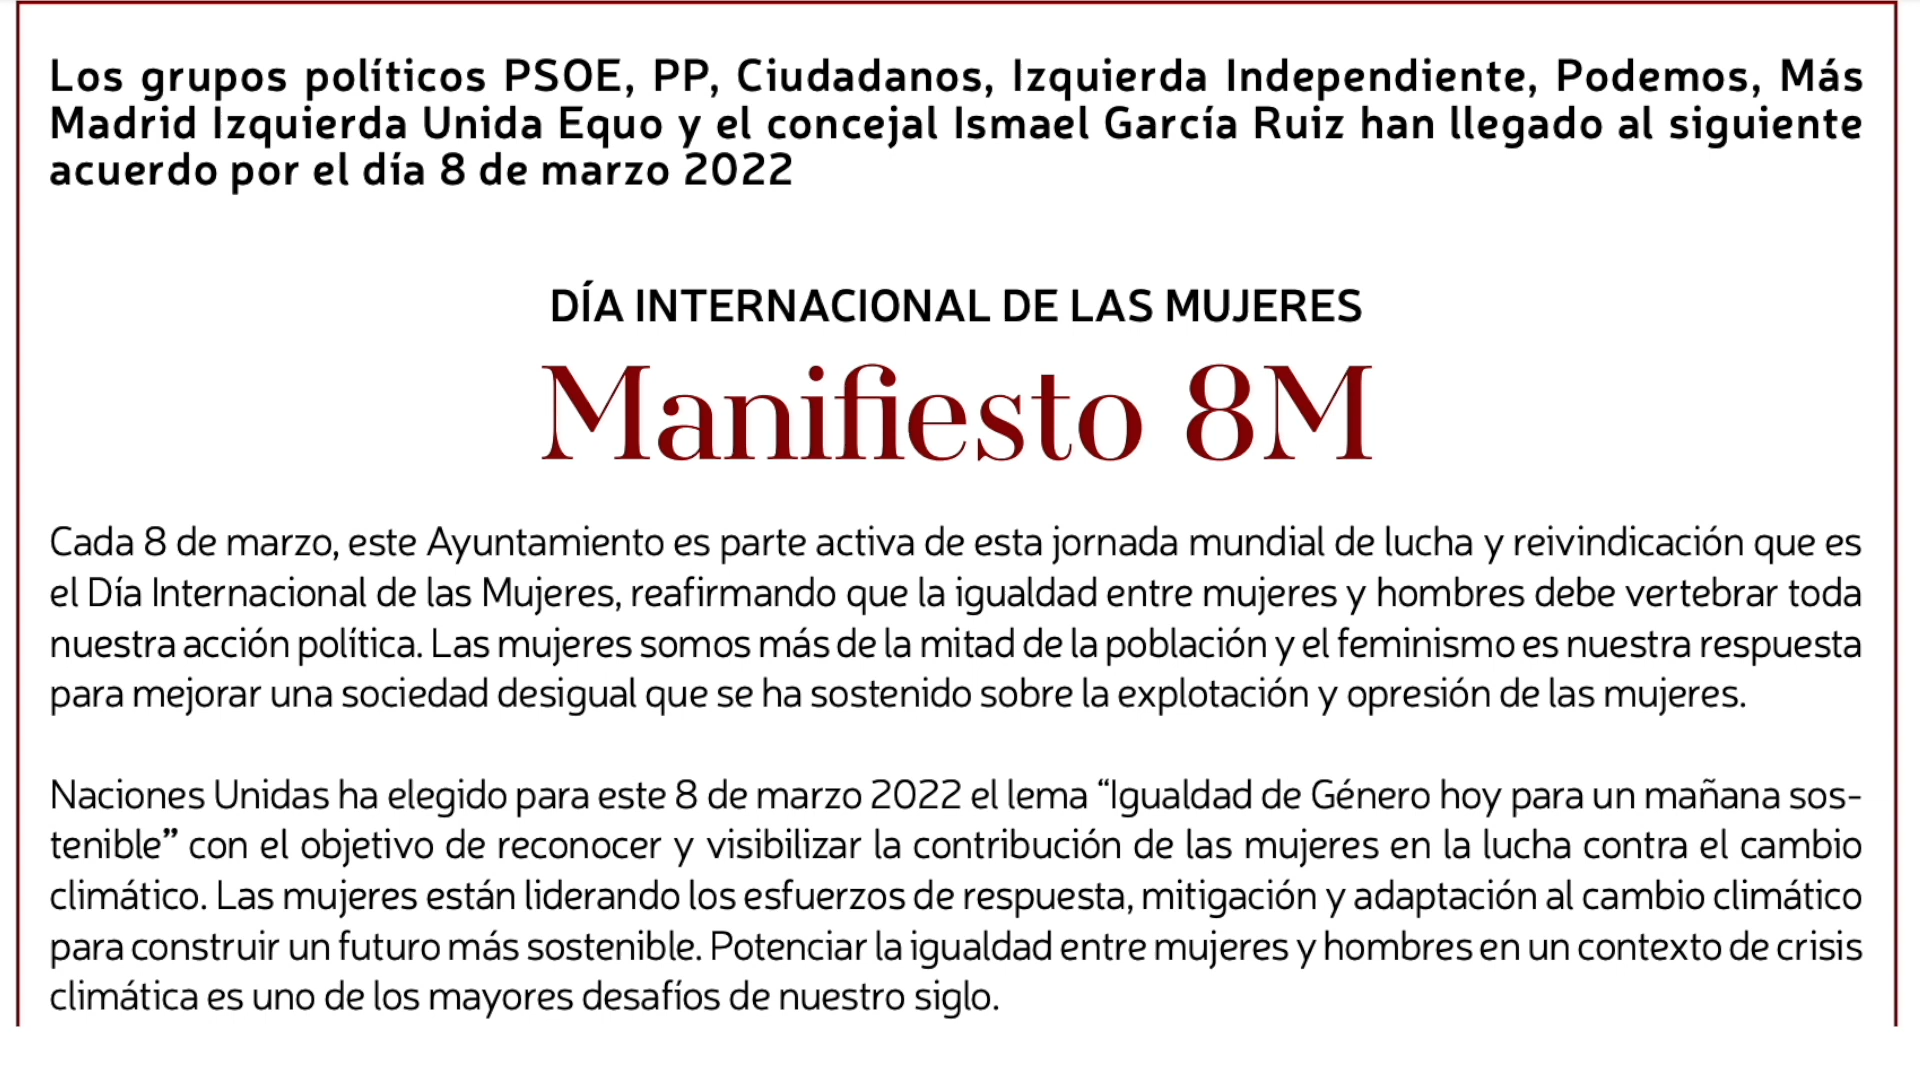 Los grupos políticos PSOE, PP, Ciudadanos, Izquierda Independiente, Podemos, Más
Madrid Izquierda Unida Equo y el concejal Ismael García Ruiz han llegado al siguiente
acuerdo por el día 8 de marzo 2022
DÍA INTERNACIONAL DE LAS MUJERES
Manifiesto 8M
Cada 8 de marzo, este Ayuntamiento es parte activa de esta jornada mundial de lucha y reivindicación que es
el Día Internacional de las Mujeres, reafirmando que la igualdad entre mujeres y hombres debe vertebrar toda
nuestra acción política. Las mujeres somos más de la mitad de la población y el feminismo es nuestra respuesta
para mejorar una sociedad desigual que se ha sostenido sobre la explotación y opresión de las mujeres.
Naciones Unidas ha elegido para este 8 de marzo 2022 el lema “Igualdad de Género hoy para un mañana sos-
tenible” con el objetivo de reconocer y visibilizar la contribución de las mujeres en la lucha contra el cambio
climático. Las mujeres están liderando los esfuerzos de respuesta, mitigación y adaptación al cambio climático
para construir un futuro más sostenible. Potenciar la igualdad entre mujeres y hombres en un contexto de crisis
climática es uno de los mayores desafíos de nuestro siglo.